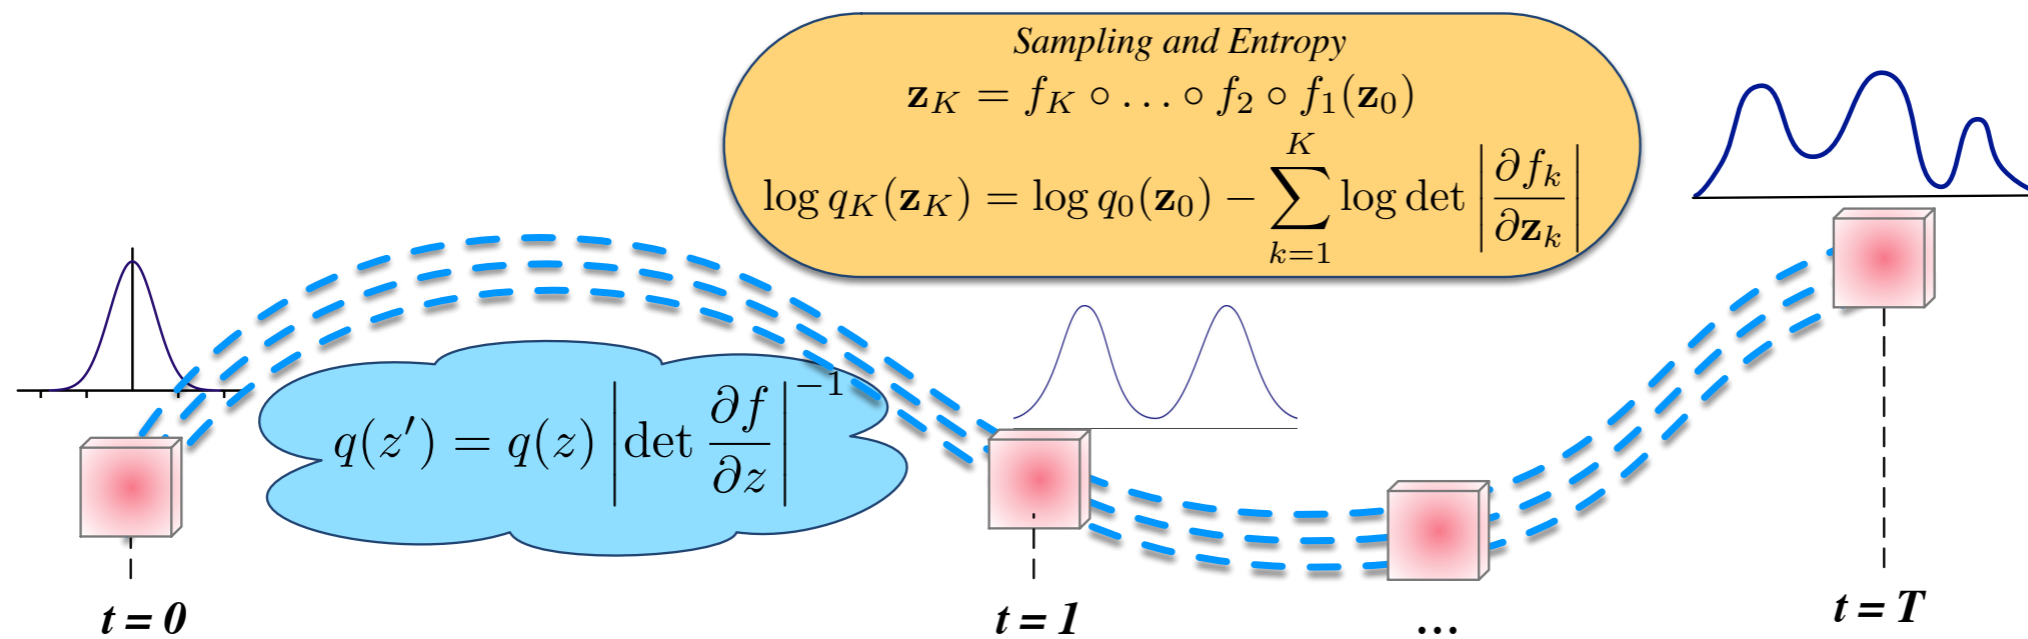 Sampling and Entropy
𝐳_K = f_K ∘ … ∘ f_2 ∘ f_1(𝐳_0)
log q_K(𝐳_K) = log q_0(𝐳_0) − ∑_{k=1}^{K} log det |∂f_k/∂𝐳_k|
q(z′) = q(z) |det ∂f/∂z|^{−1}
t = 0 t = 1 … t = T